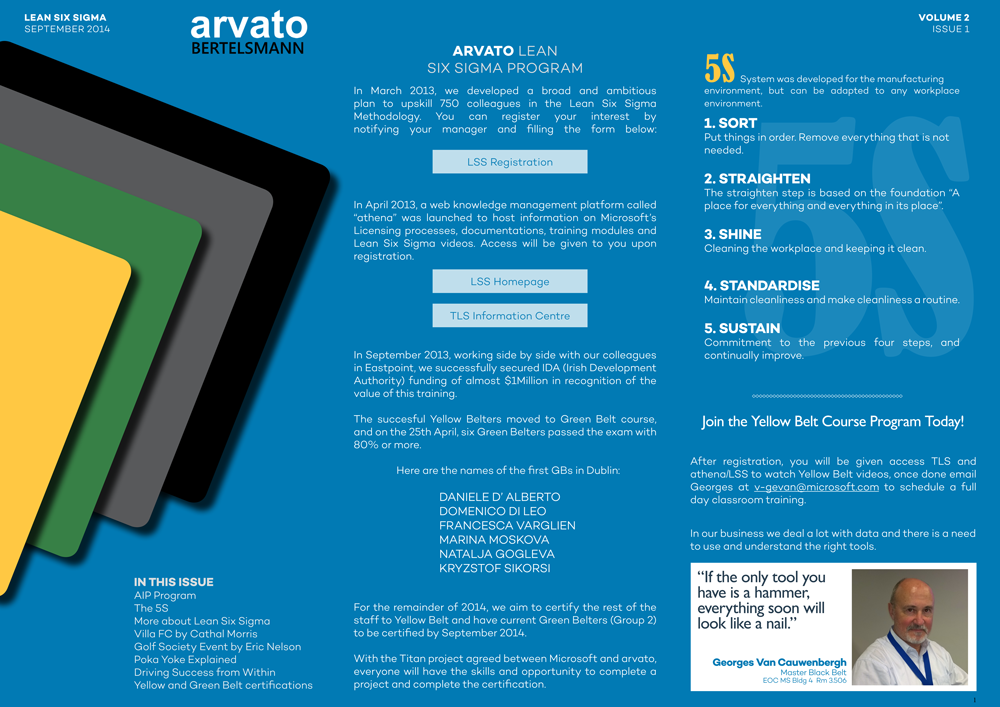 LEAN SIX SIGMA
SEPTEMBER 2014
arvato
BERTELSMANN
IN THIS ISSUE
AIP Program
The 5S
More about Lean Six Sigma
Villa FC by Cathal Morris
Golf Society Event by Eric Nelson
Poka Yoke Explained
Driving Success from Within
Yellow and Green Belt certifications
ARVATO LEAN
SIX SIGMA PROGRAM
In March 2013, we developed a broad and ambitious
plan to upskill 750 colleagues in the Lean Six Sigma
Methodology. You can register your interest by
notifying your manager and filling the form below:
LSS Registration
In April 2013, a web knowledge management platform called
“athena” was launched to host information on Microsoft’s
Licensing processes, documentations, training modules and
Lean Six Sigma videos. Access will be given to you upon
registration.
LSS Homepage
TLS Information Centre
In September 2013, working side by side with our colleagues
in Eastpoint, we successfully secured IDA (Irish Development
Authority) funding of almost $1Million in recognition of the
value of this training.
The succesful Yellow Belters moved to Green Belt course,
and on the 25th April, six Green Belters passed the exam with
80% or more.
Here are the names of the first GBs in Dublin:
DANIELE D’ ALBERTO
DOMENICO DI LEO
FRANCESCA VARGLIEN
MARINA MOSKOVA
NATALJA GOGLEVA
KRYZSTOF SIKORSI
For the remainder of 2014, we aim to certify the rest of the
staff to Yellow Belt and have current Green Belters (Group 2)
to be certified by September 2014.
With the Titan project agreed between Microsoft and arvato,
everyone will have the skills and opportunity to complete a
project and complete the certification.
VOLUME 2
ISSUE 1
5S System was developed for the manufacturing
environment, but can be adapted to any workplace
environment.
5S
1. SORT
Put things in order. Remove everything that is not
needed.
2. STRAIGHTEN
The straighten step is based on the foundation “A
place for everything and everything in its place”.
3. SHINE
Cleaning the workplace and keeping it clean.
4. STANDARDISE
Maintain cleanliness and make cleanliness a routine.
5. SUSTAIN
Commitment to the previous four steps, and
continually improve.
Join the Yellow Belt Course Program Today!
After registration, you will be given access TLS and
athena/LSS to watch Yellow Belt videos, once done email
Georges at v-gevan@microsoft.com to schedule a full
day classroom training.
In our business we deal a lot with data and there is a need
to use and understand the right tools.
“If the only tool you
have is a hammer,
everything soon will
look like a nail.”
Georges Van Cauwenbergh
Master Black Belt
EOC MS Bldg 4 Rm 3.506
1